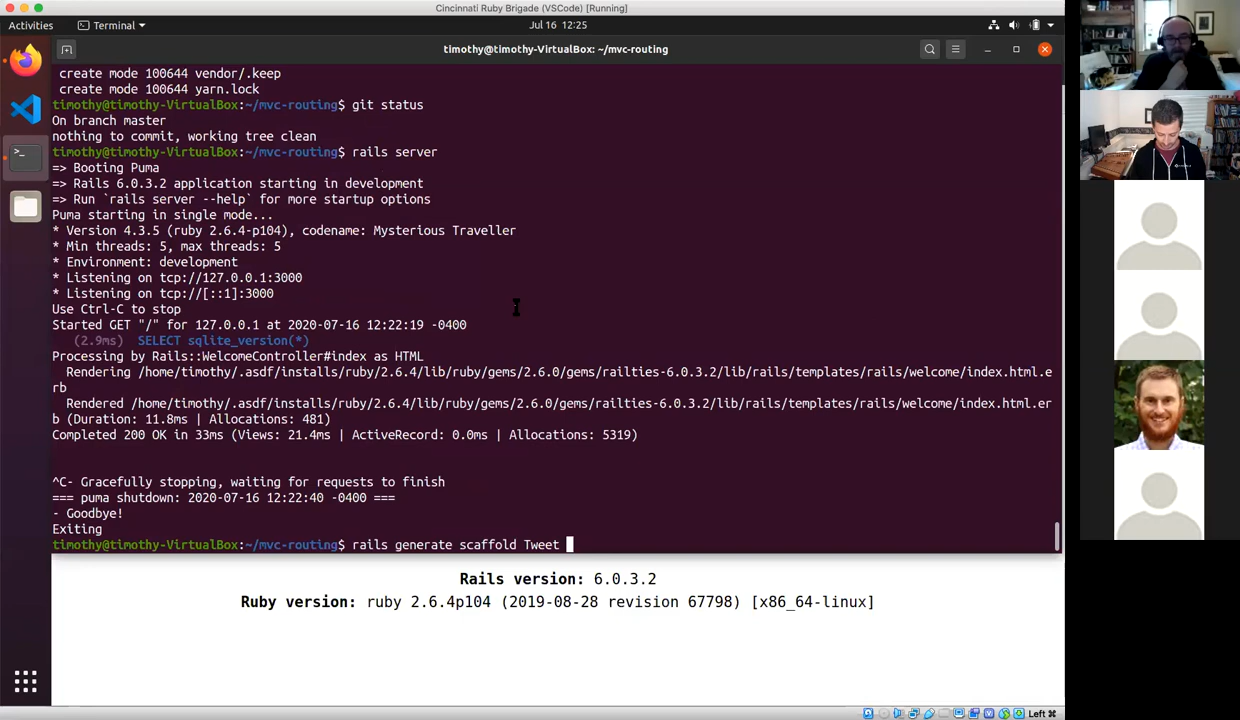 Cincinnati Ruby Brigade (VSCode) [Running]
Activities
Terminal
Jul 16 12:25
timothy@timothy-VirtualBox: ~/mvc-routing
create mode 100644 vendor/.keep
create mode 100644 yarn.lock
timothy@timothy-VirtualBox:~/mvc-routing$ git status
On branch master
nothing to commit, working tree clean
timothy@timothy-VirtualBox:~/mvc-routing$ rails server
=> Booting Puma
=> Rails 6.0.3.2 application starting in development
=> Run `rails server --help` for more startup options
Puma starting in single mode...
* Version 4.3.5 (ruby 2.6.4-p104), codename: Mysterious Traveller
* Min threads: 5, max threads: 5
* Environment: development
* Listening on tcp://127.0.0.1:3000
* Listening on tcp://[::1]:3000
Use Ctrl-C to stop
Started GET "/" for 127.0.0.1 at 2020-07-16 12:22:19 -0400
(2.9ms) SELECT sqlite_version(*)
Processing by Rails::WelcomeController#index as HTML
Rendering /home/timothy/.asdf/installs/ruby/2.6.4/lib/ruby/gems/2.6.0/gems/railties-6.0.3.2/lib/rails/templates/rails/welcome/index.html.e
rb
Rendered /home/timothy/.asdf/installs/ruby/2.6.4/lib/ruby/gems/2.6.0/gems/railties-6.0.3.2/lib/rails/templates/rails/welcome/index.html.er
b (Duration: 11.8ms | Allocations: 481)
Completed 200 OK in 33ms (Views: 21.4ms | ActiveRecord: 0.0ms | Allocations: 5319)
^C- Gracefully stopping, waiting for requests to finish
=== puma shutdown: 2020-07-16 12:22:40 -0400 ===
- Goodbye!
Exiting
timothy@timothy-VirtualBox:~/mvc-routing$ rails generate scaffold Tweet
Rails version: 6.0.3.2
Ruby version: ruby 2.6.4p104 (2019-08-28 revision 67798) [x86_64-linux]
Left ⌘